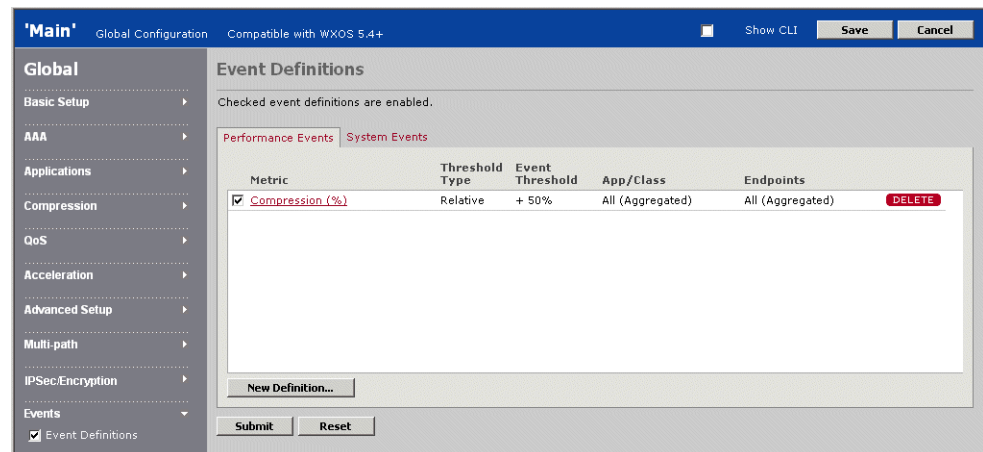 'Main' Global Configuration Compatible with WXOS 5.4+ Show CLI Save Cancel
Global
Basic Setup
AAA
Applications
Compression
QoS
Acceleration
Advanced Setup
Multi-path
IPSec/Encryption
Events
Event Definitions
Event Definitions
Checked event definitions are enabled.
Performance Events System Events
Metric Threshold Type Event Threshold App/Class Endpoints
Compression (%) Relative + 50% All (Aggregated) All (Aggregated) DELETE
New Definition...
Submit Reset